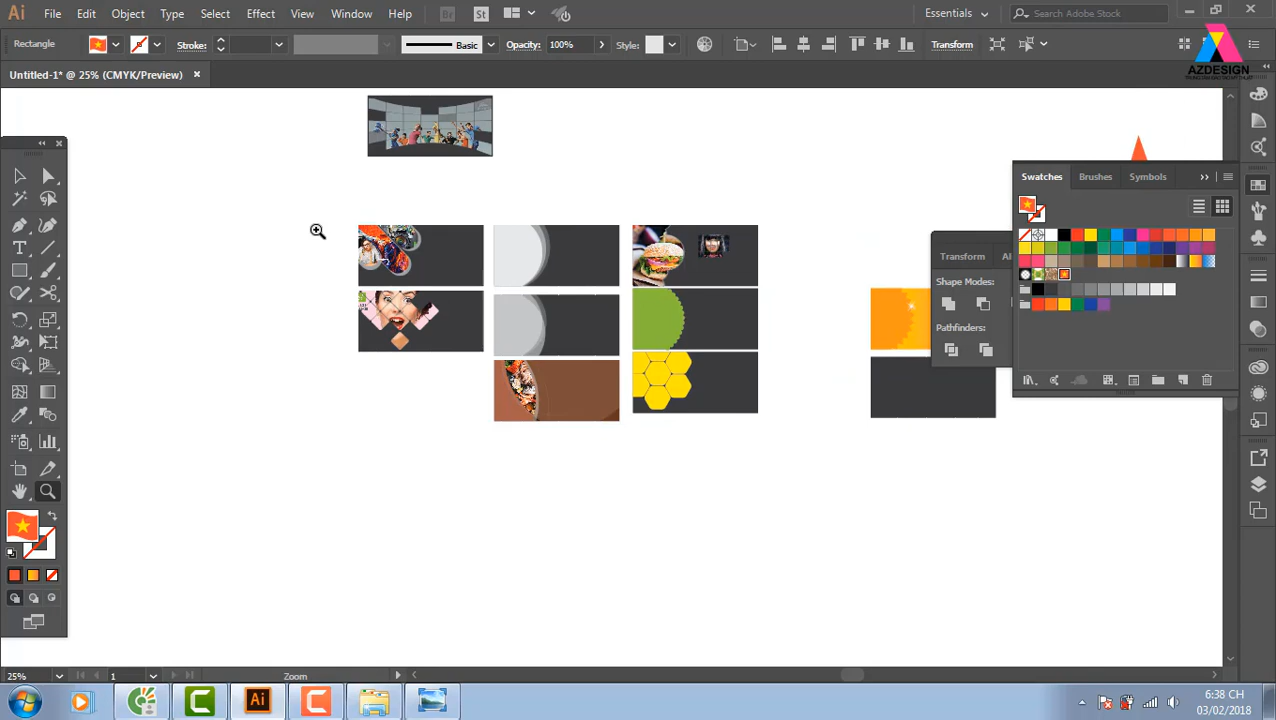 Ai File Edit Object Type Select Effect View Window Help Br St Essentials Search Adobe Stock
Rectangle Stroke: Basic Opacity: 100% Style: Transform
AZDESIGN
Untitled-1* @ 25% (CMYK/Preview)
Swatches Brushes Symbols
Transform
Shape Modes:
Pathfinders:
25% 1 Zoom
Ai
6:38 CH
03/02/2018